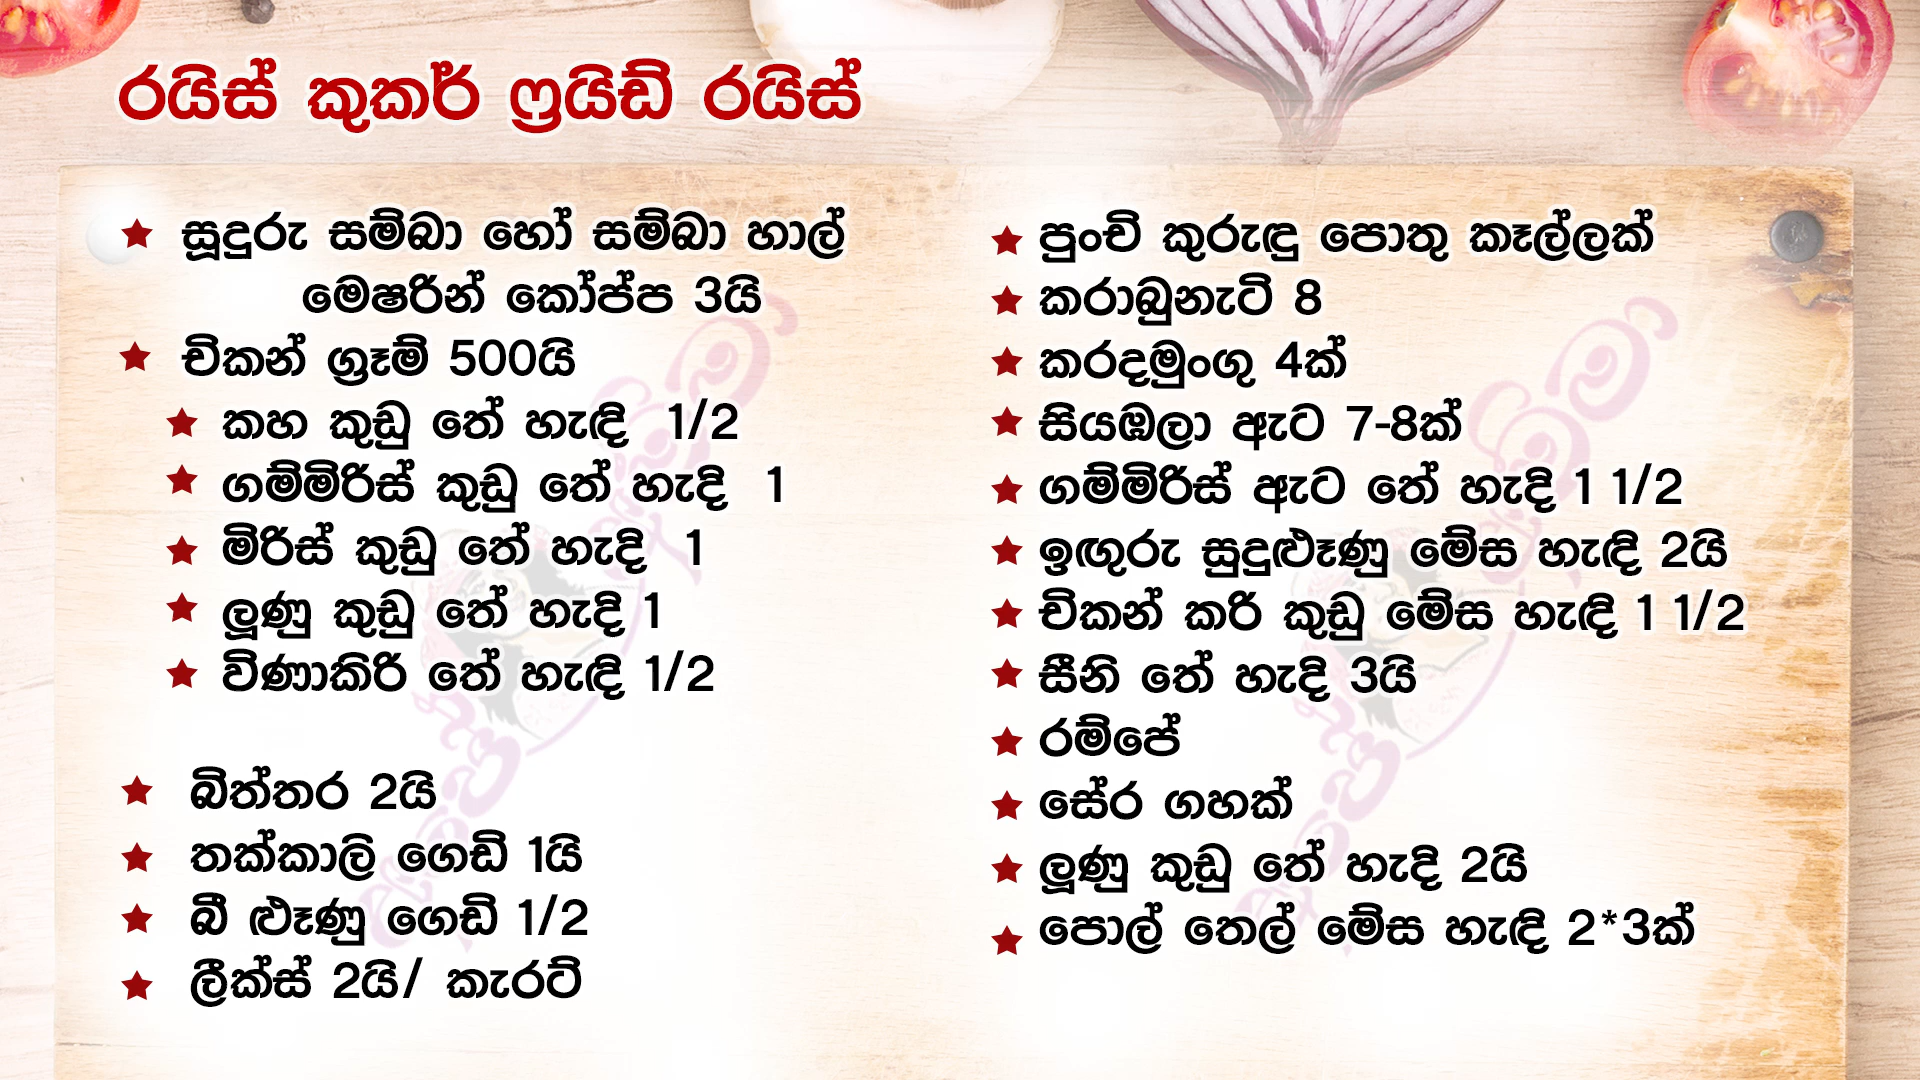 රයිස් කුකර් ෆ්‍රයිඩ් රයිස්
සූදුරු සම්බා හෝ සම්බා හාල්
මෙෂරින් කෝප්ප 3යි
චිකන් ග්‍රෑම් 500යි
කහ කුඩු තේ හැඳි 1/2
ගම්මිරිස් කුඩු තේ හැදි 1
මිරිස් කුඩු තේ හැදි 1
ලූණු කුඩු තේ හැදි 1
විණාකිරි තේ හැඳි 1/2
බිත්තර 2යි
තක්කාලි ගෙඩි 1යි
බී ළූණු ගෙඩි 1/2
ලීක්ස් 2යි/ කැරට්
පුංචි කුරුඳු පොතු කෑල්ලක්
කරාබුනැටි 8
කරදමුංගු 4ක්
සියඹලා ඇට 7-8ක්
ගම්මිරිස් ඇට තේ හැදි 1 1/2
ඉඟුරු සුදුළූණු මේස හැඳි 2යි
චිකන් කරි කුඩු මේස හැඳි 1 1/2
සීනි තේ හැදි 3යි
රම්පේ
සේර ගහක්
ලූණු කුඩු තේ හැදි 2යි
පොල් තෙල් මේස හැඳි 2*3ක්